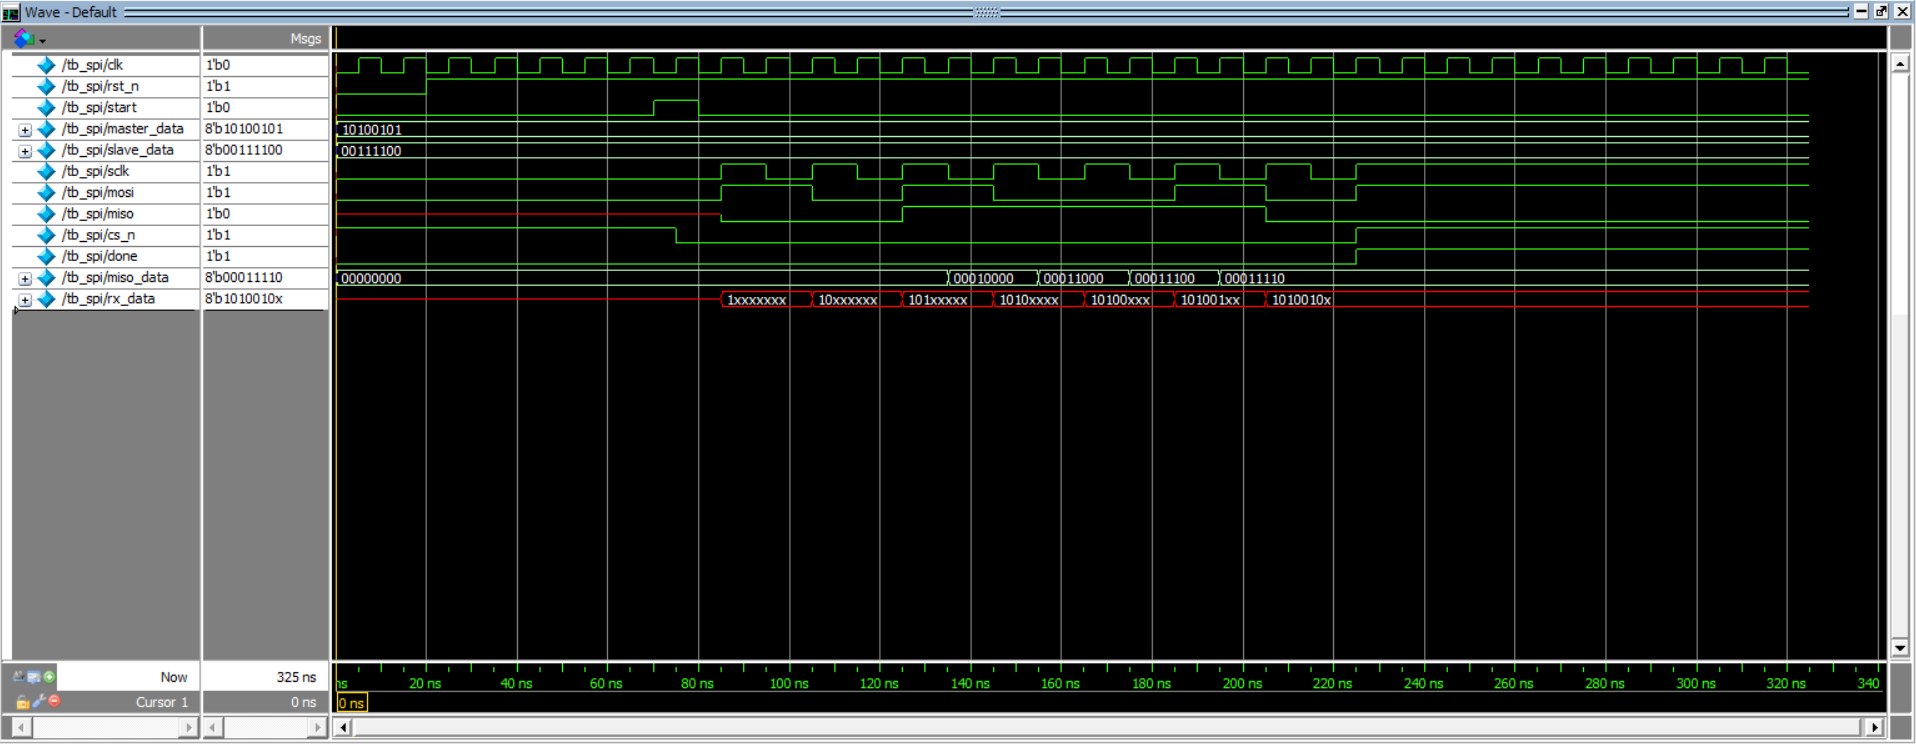 Wave - Default
Msgs
/tb_spi/clk 1'b0
/tb_spi/rst_n 1'b1
/tb_spi/start 1'b0
/tb_spi/master_data 8'b10100101 10100101
/tb_spi/slave_data 8'b00111100 00111100
/tb_spi/sclk 1'b1
/tb_spi/mosi 1'b1
/tb_spi/miso 1'b0
/tb_spi/cs_n 1'b1
/tb_spi/done 1'b1
/tb_spi/miso_data 8'b00011110 00000000 00010000 00011000 00011100 00011110
/tb_spi/rx_data 8'b1010010x 1xxxxxxx 10xxxxxx 101xxxxx 1010xxxx 10100xxx 101001xx 1010010x
Now 325 ns ns 20 ns 40 ns 60 ns 80 ns 100 ns 120 ns 140 ns 160 ns 180 ns 200 ns 220 ns 240 ns 260 ns 280 ns 300 ns 320 ns 340
Cursor 1 0 ns 0 ns